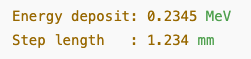 Energy deposit: 0.2345 MeV
Step length   : 1.234 mm